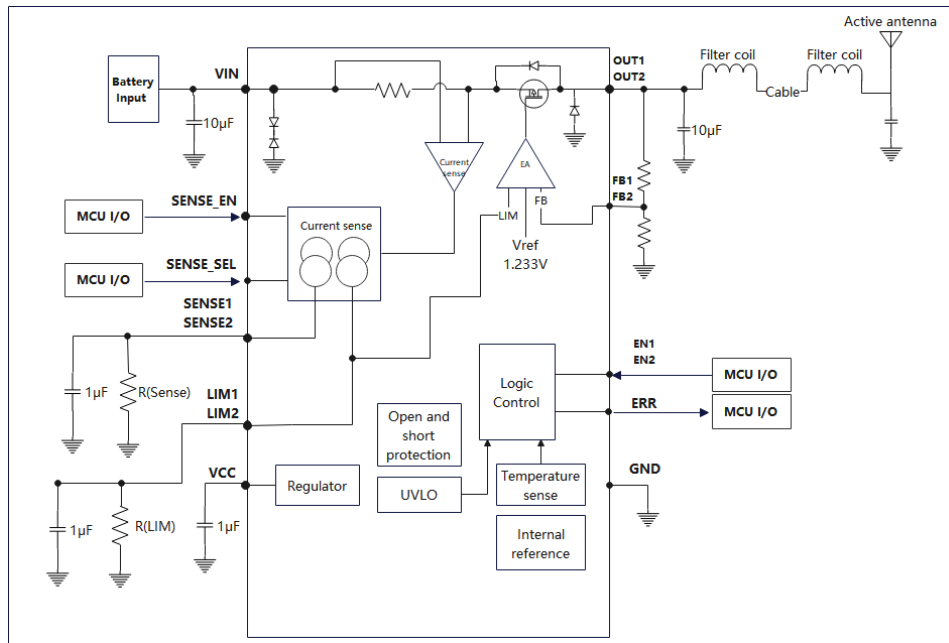 Active antenna
Filter coil
Filter coil
Cable
OUT1
OUT2
VIN
Battery
Input
10μF
10μF
Current
sense
EA
LIM
FB
FB1
FB2
Vref
1.233V
MCU I/O
SENSE_EN
Current sense
MCU I/O
SENSE_SEL
SENSE1
SENSE2
1μF
R(Sense)
LIM1
LIM2
EN1
EN2
MCU I/O
Logic
Control
ERR
MCU I/O
Open and
short
protection
VCC
Regulator
UVLO
Temperature
sense
GND
1μF
R(LIM)
1μF
Internal
reference